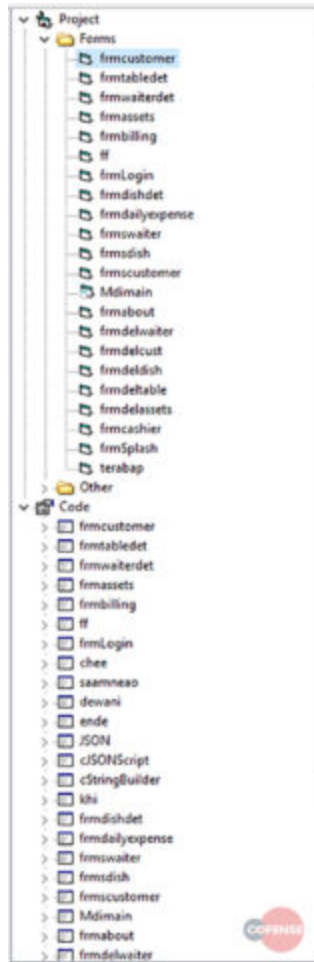 Project
Forms
frmcustomer
frmtabledet
frmwaiterdet
frmassets
frmbilling
ff
frmLogin
frmdishdet
frmdailyexpense
frmswaiter
frmsdish
frmscustomer
Mdimain
frmabout
frmdelwaiter
frmdelcust
frmdeldish
frmdeltable
frmdelassets
frmcashier
frmSplash
terabap
Other
Code
frmcustomer
frmtabledet
frmwaiterdet
frmassets
frmbilling
ff
frmLogin
chee
saamneao
dewani
ende
JSON
cJSONScript
cStringBuilder
khi
frmdishdet
frmdailyexpense
frmswaiter
frmsdish
frmscustomer
Mdimain
frmabout
frmdelwaiter
COFENSE